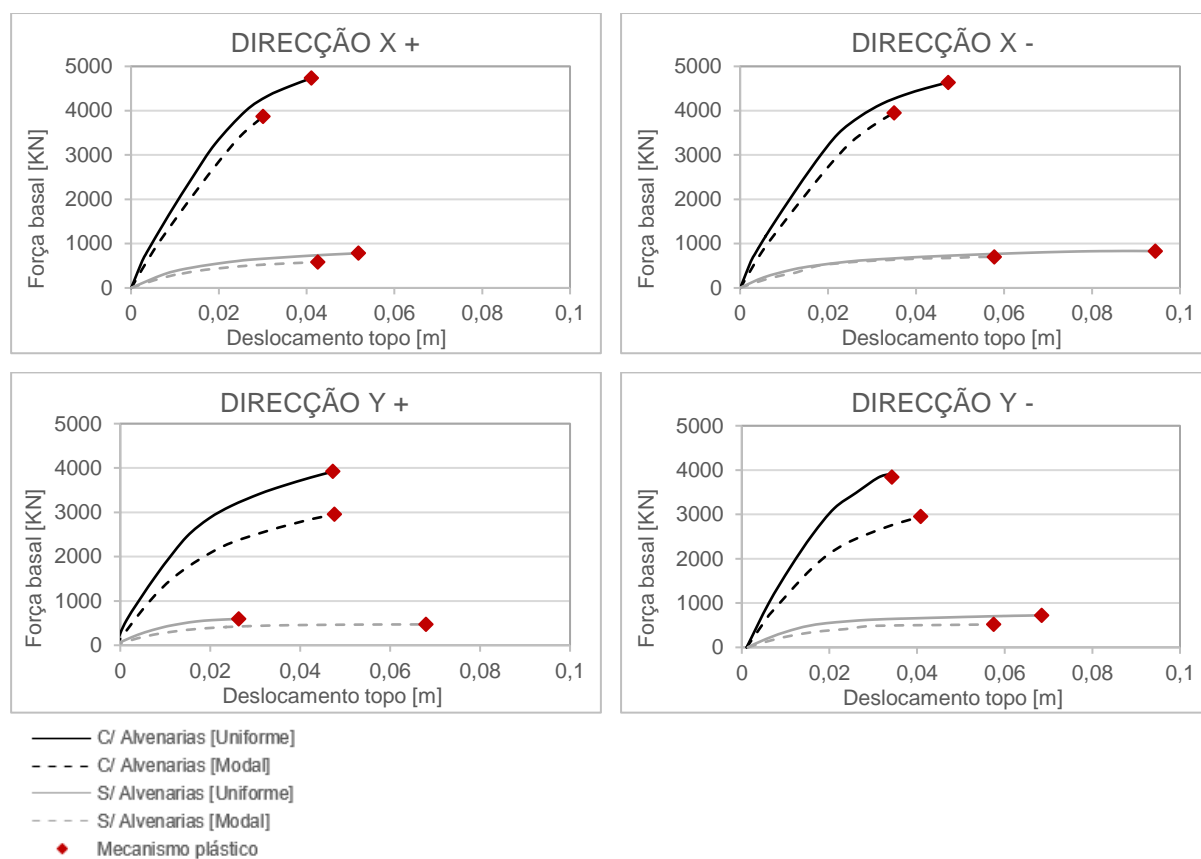 DIRECÇÃO X +
Força basal [KN]
5000
4000
3000
2000
1000
0
0 0,02 0,04 0,06 0,08 0,1
Deslocamento topo [m]
DIRECÇÃO X -
Força basal [KN]
5000
4000
3000
2000
1000
0
0 0,02 0,04 0,06 0,08 0,1
Deslocamento topo [m]
DIRECÇÃO Y +
Força basal [KN]
5000
4000
3000
2000
1000
0
0 0,02 0,04 0,06 0,08 0,1
Deslocamento topo [m]
DIRECÇÃO Y -
Força basal [KN]
5000
4000
3000
2000
1000
0
0 0,02 0,04 0,06 0,08 0,1
Deslocamento topo [m]
C/ Alvenarias [Uniforme]
C/ Alvenarias [Modal]
S/ Alvenarias [Uniforme]
S/ Alvenarias [Modal]
Mecanismo plástico